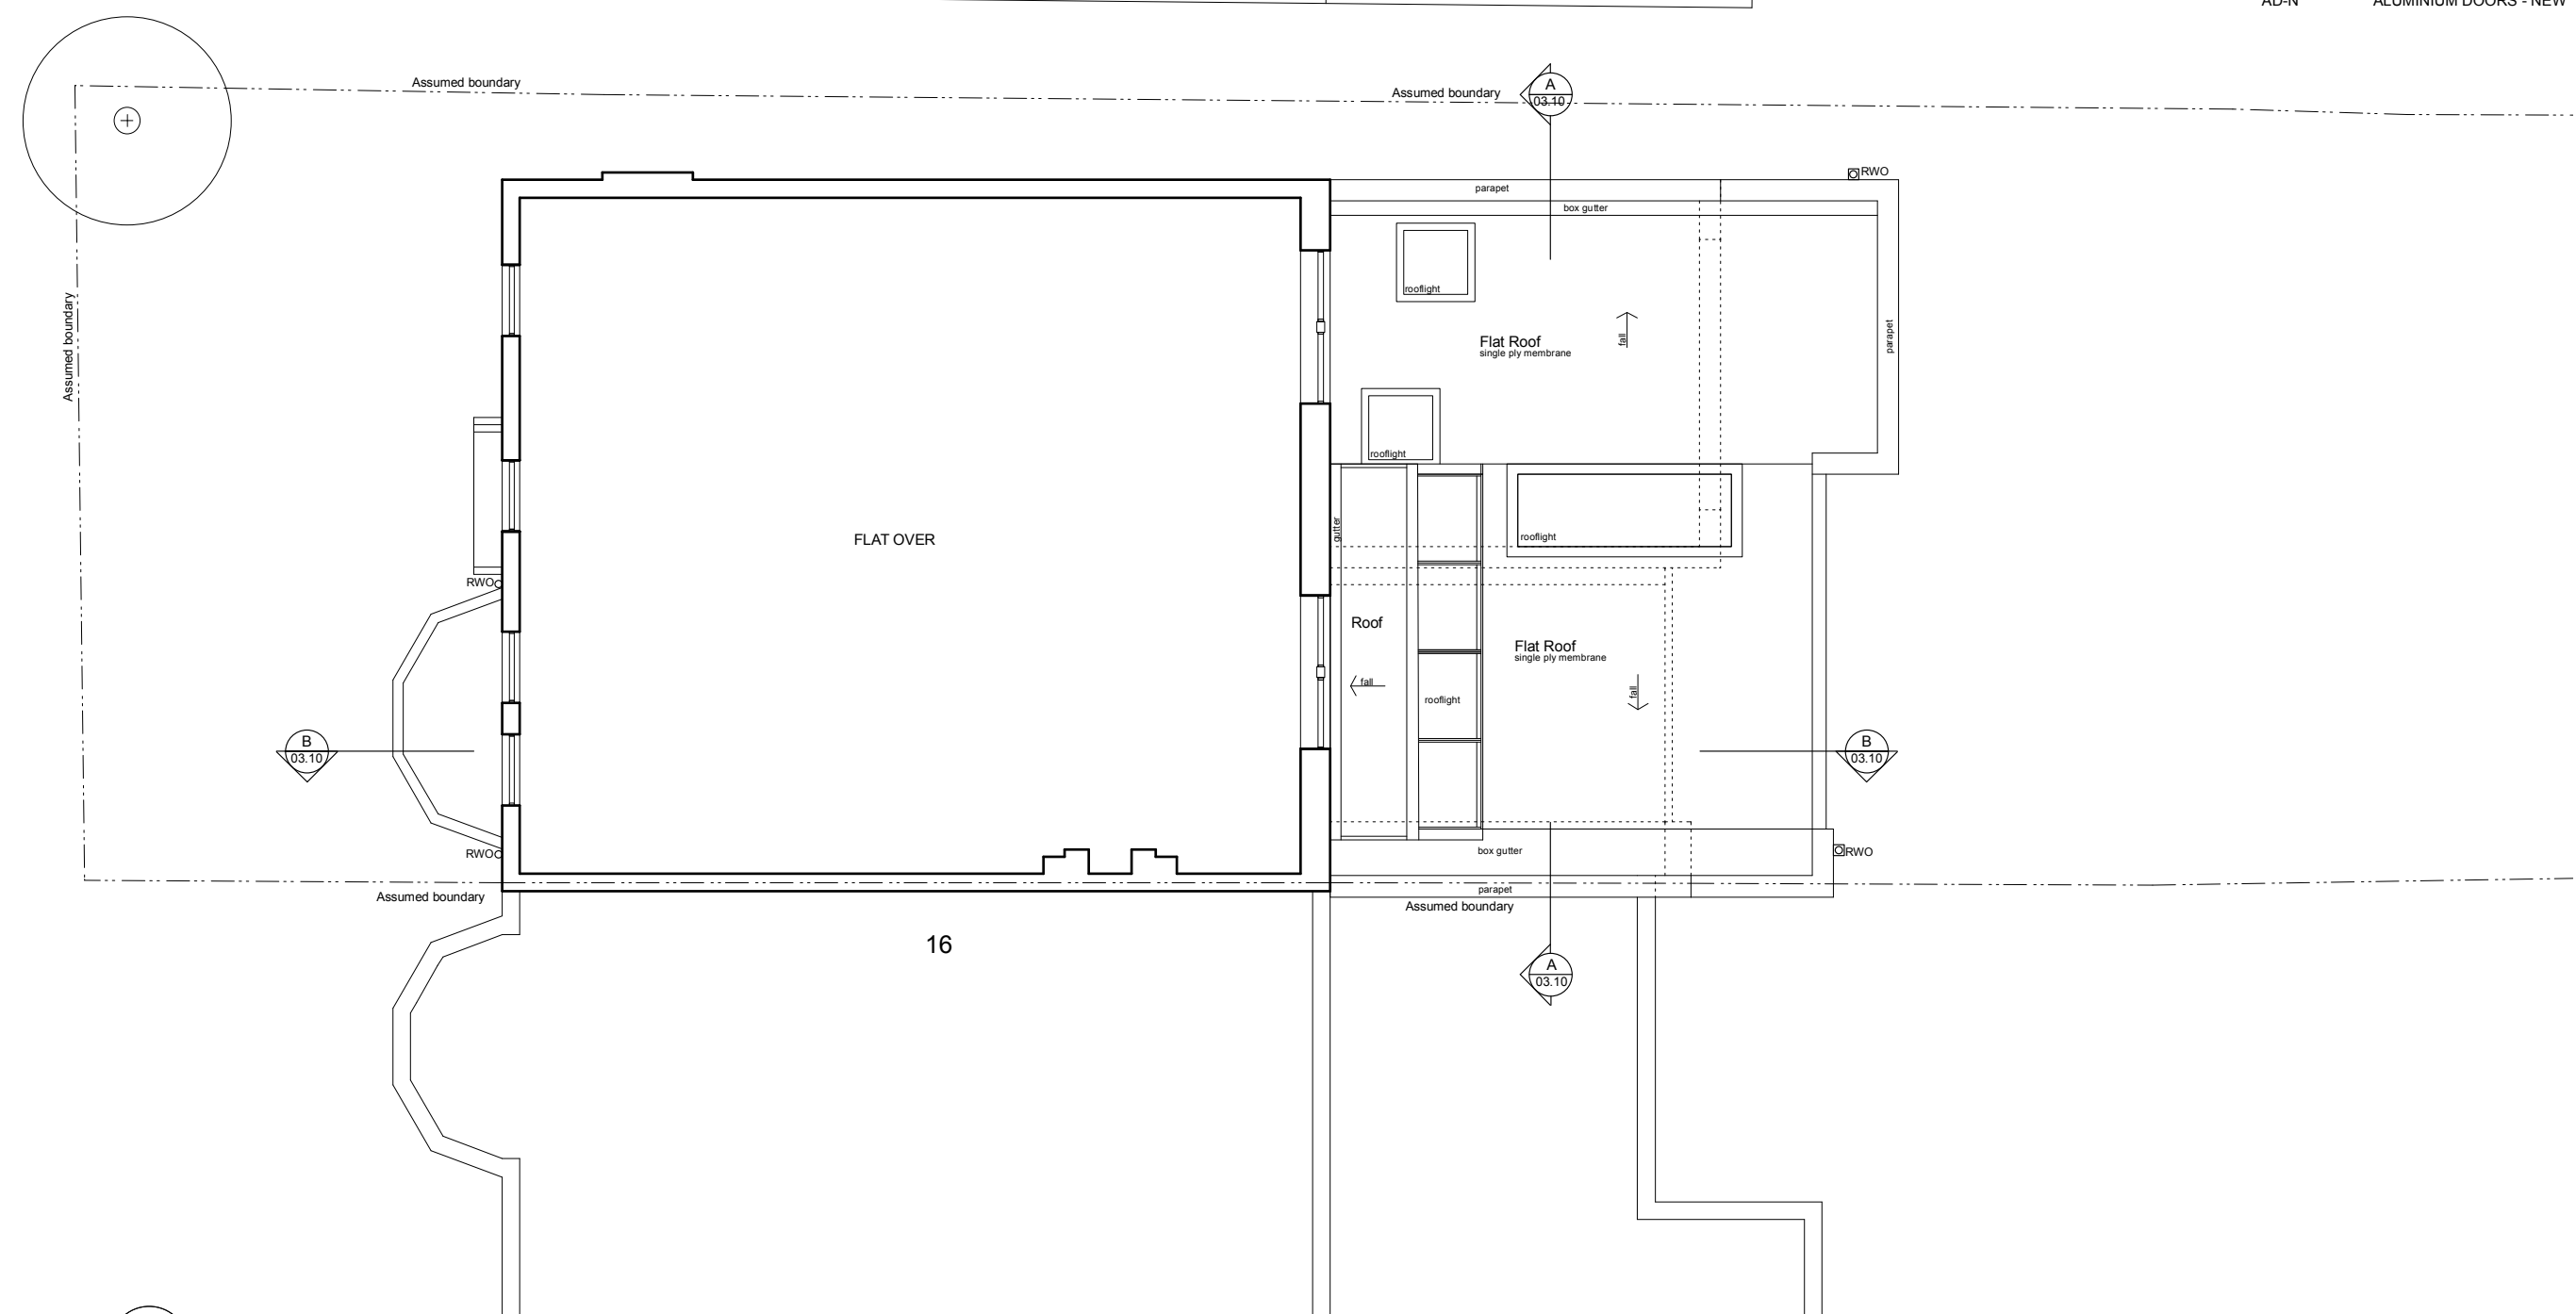 AD-N ALUMINIUM DOORS - NEW
Assumed boundary
Assumed boundary
A
03.10
RWO
parapet
box gutter
rooflight
Assumed boundary
fall
parapet
Flat Roof
single ply membrane
rooflight
gutter
rooflight
FLAT OVER
RWO
Roof
Flat Roof
single ply membrane
fall
fall
rooflight
B
03.10
B
03.10
RWO
box gutter
RWO
parapet
Assumed boundary
Assumed boundary
16
A
03.10